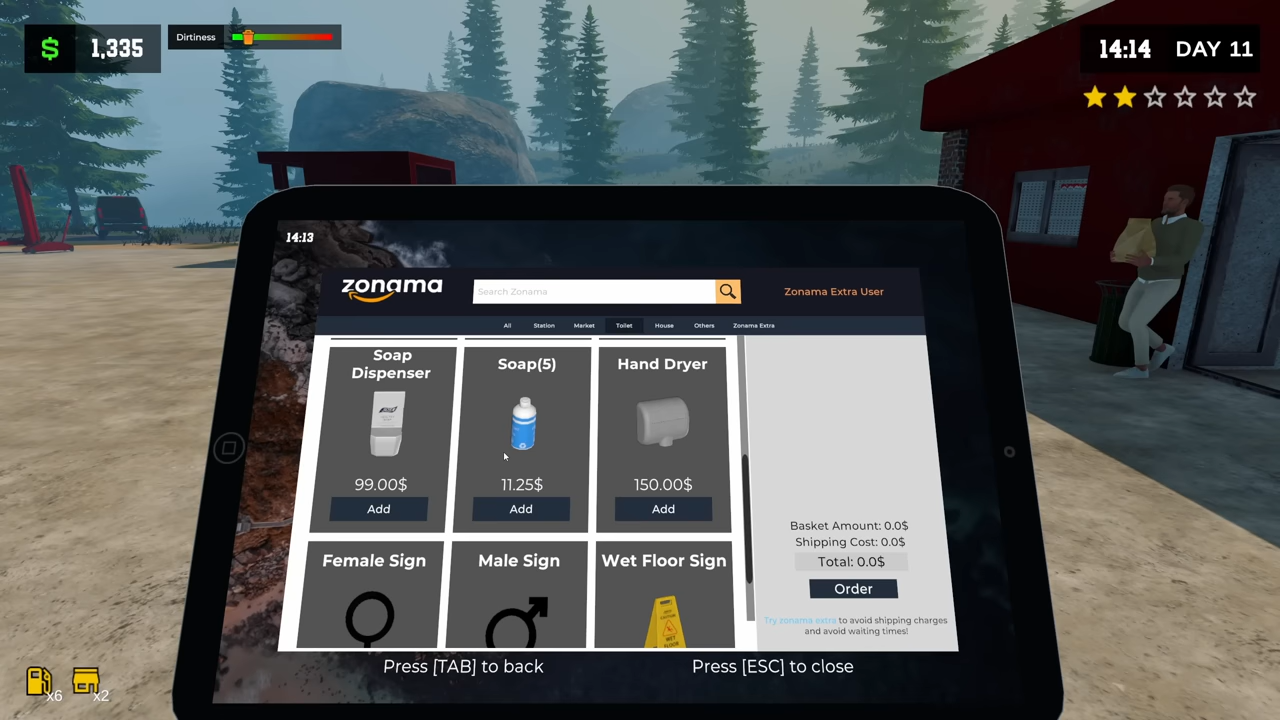 $ 1,335
Dirtiness
14:14 DAY 11
14:13
zonama
Search Zonama
Zonama Extra User
All Station Market Toilet House Others Zonama Extra
Soap Dispenser
99.00$
Add
Soap(5)
11.25$
Add
Hand Dryer
150.00$
Add
Female Sign
Male Sign
Wet Floor Sign
Basket Amount: 0.0$
Shipping Cost: 0.0$
Total: 0.0$
Order
Try zonama extra to avoid shipping charges
and avoid waiting times!
Press [TAB] to back
Press [ESC] to close
x6
x2